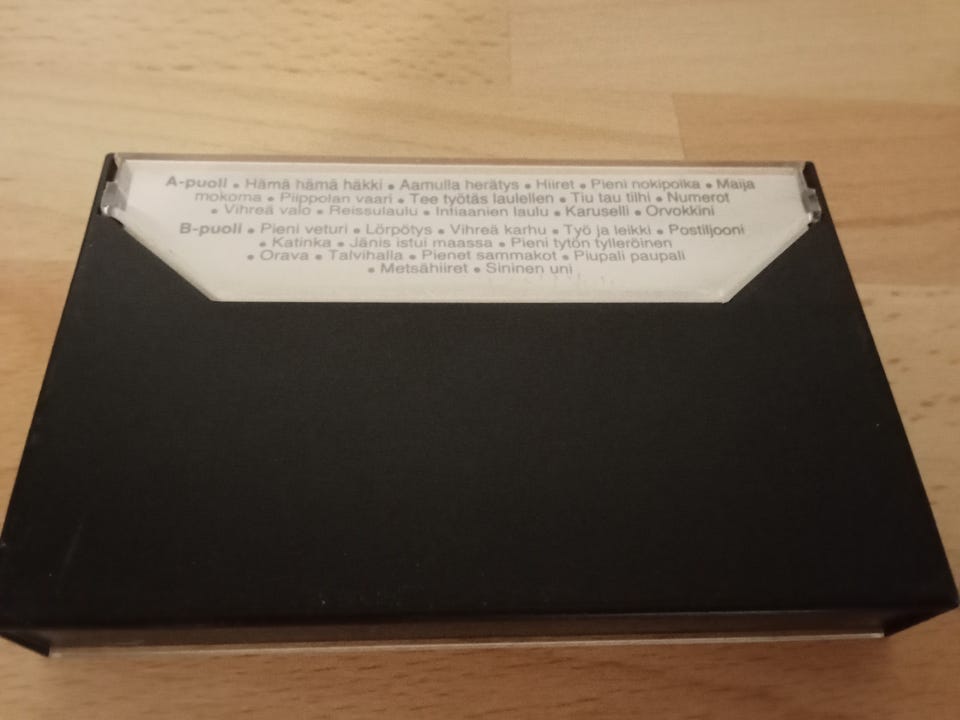 A-puoli • Hämä hämä häkki • Aamulla herätys • Hiiret • Pieni nokipoika • Maija
mokoma • Piippolan vaari • Tee työtäs laulellen • Tiu tau tilhi • Numerot
• Vihreä valo • Reissulaulu • Intiaanien laulu • Karuselli • Orvokkini
B-puoli • Pieni veturi • Lörpötys • Vihreä karhu • Työ ja leikki • Postiljooni
• Katinka • Jänis istui maassa • Pieni tytön tylleröinen
• Orava • Talvihalla • Pienet sammakot • Piupali paupali
• Metsähiiret • Sininen uni